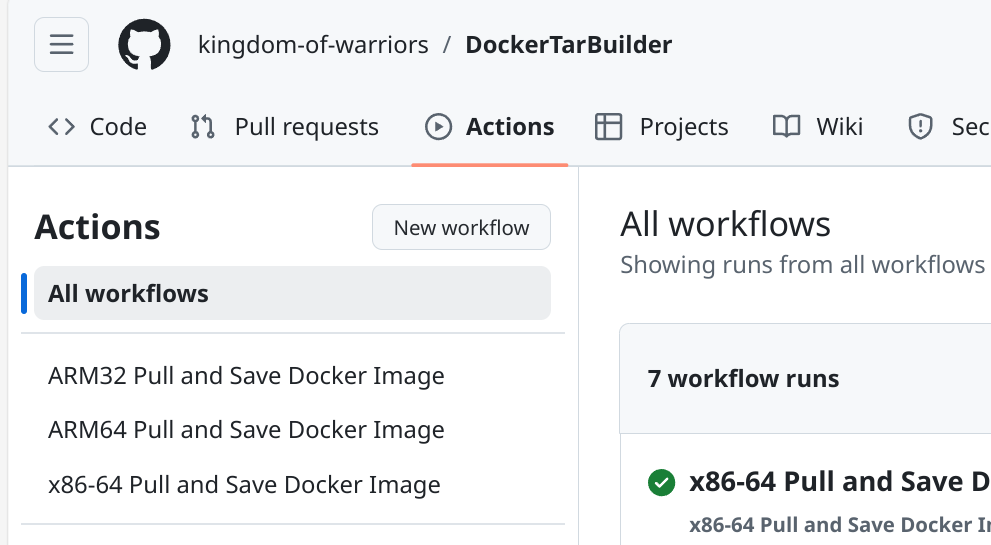 kingdom-of-warriors / DockerTarBuilder
Code Pull requests Actions Projects Wiki Sec
Actions
New workflow
All workflows
ARM32 Pull and Save Docker Image
ARM64 Pull and Save Docker Image
x86-64 Pull and Save Docker Image
All workflows
Showing runs from all workflows
7 workflow runs
x86-64 Pull and Save D
x86-64 Pull and Save Docker I